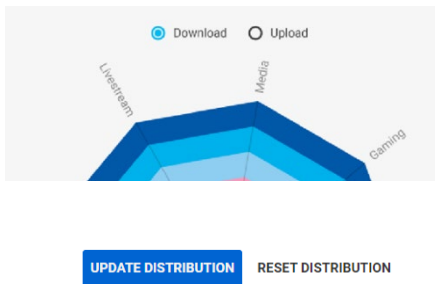 Download Upload
Livestream
Media
Gaming
UPDATE DISTRIBUTION RESET DISTRIBUTION